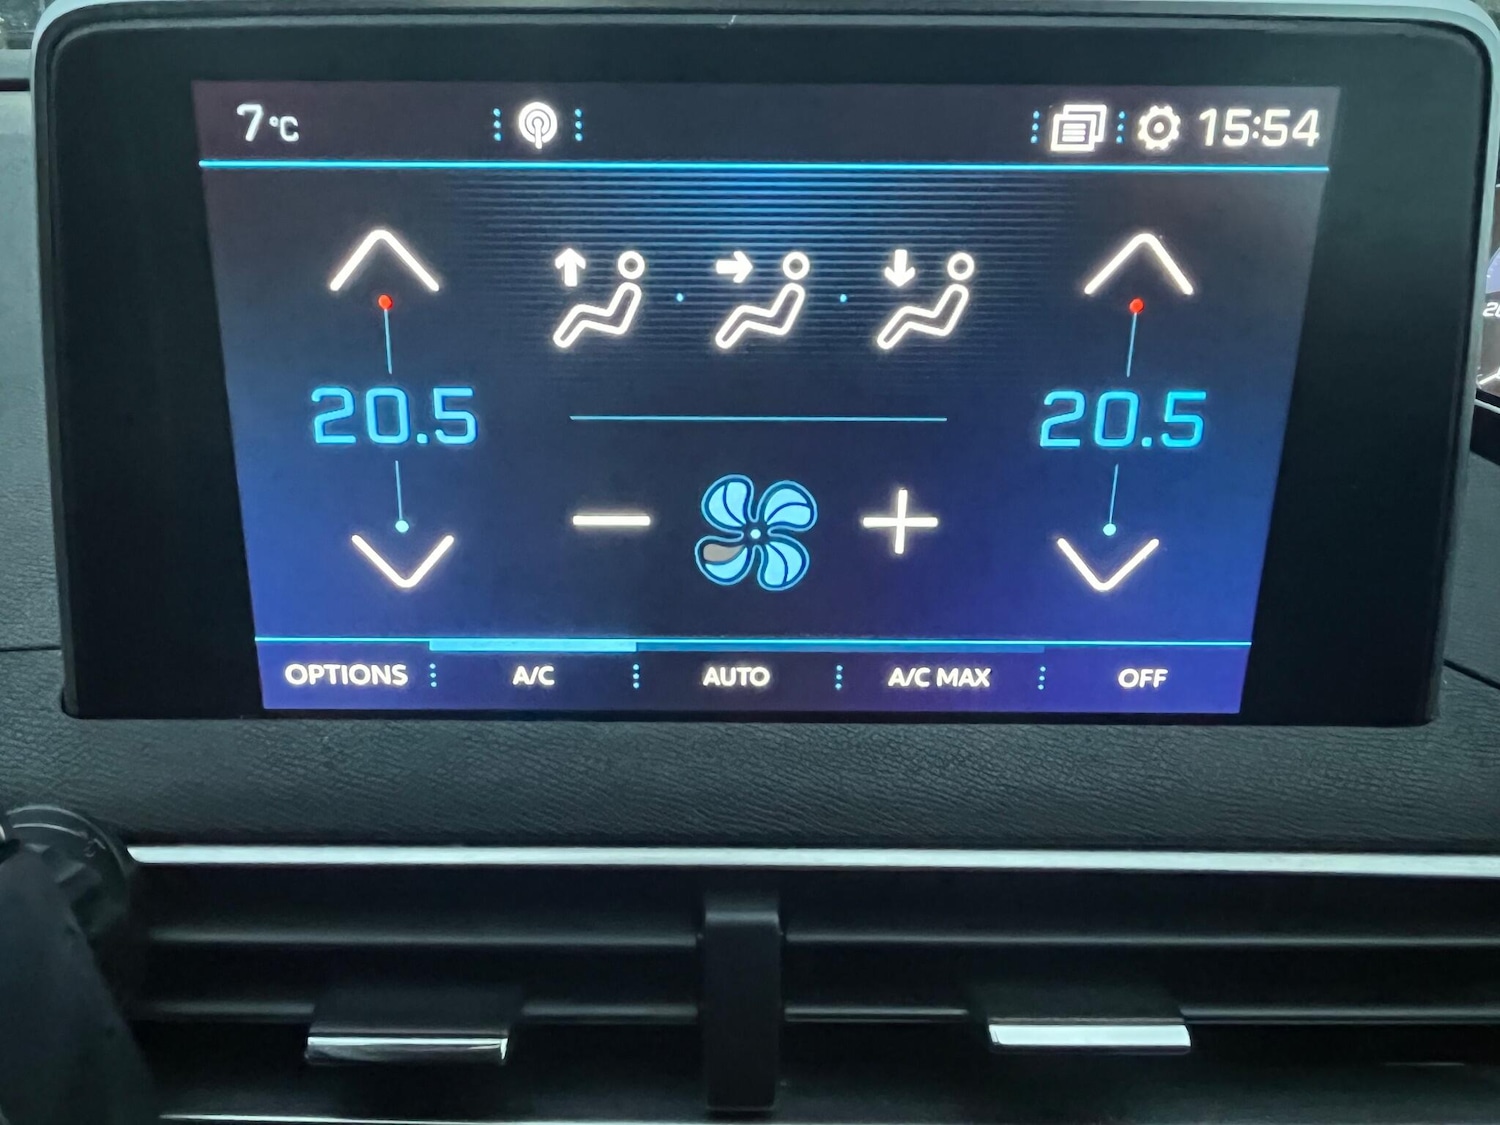 7°C 15:54
20.5 20.5
OPTIONS A/C AUTO A/C MAX OFF